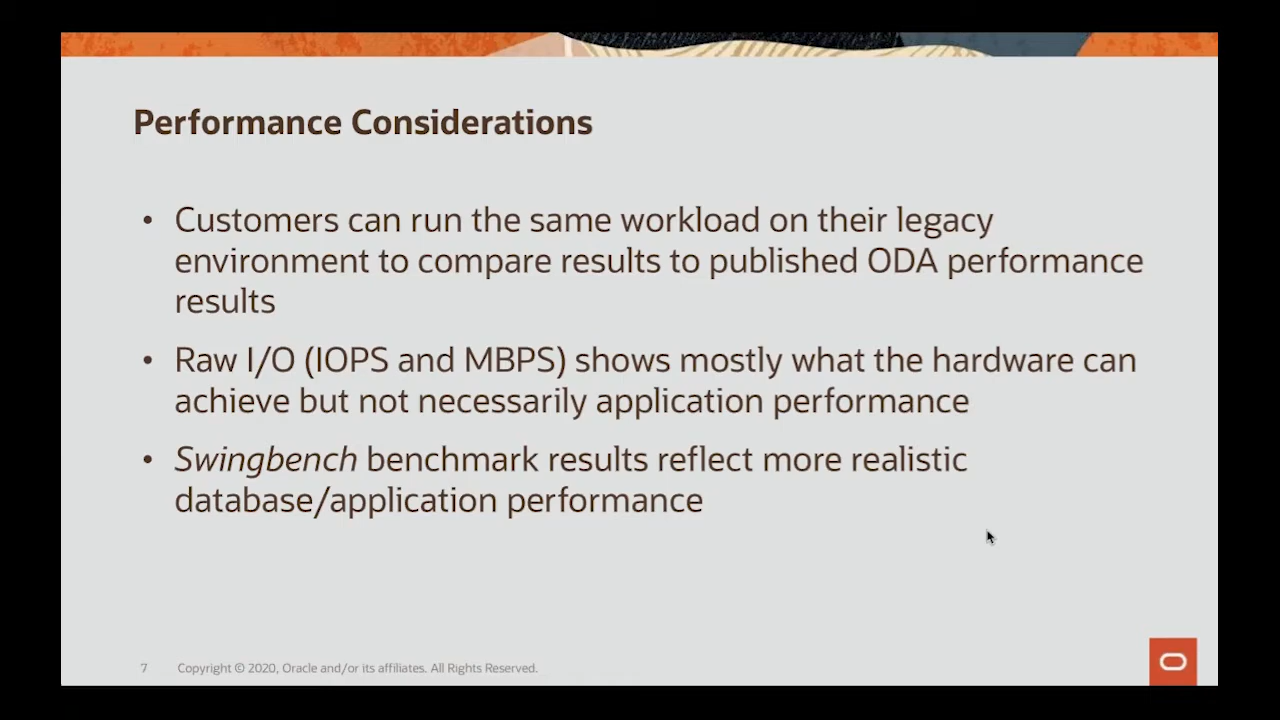 Performance Considerations
• Customers can run the same workload on their legacy
environment to compare results to published ODA performance
results
• Raw I/O (IOPS and MBPS) shows mostly what the hardware can
achieve but not necessarily application performance
• Swingbench benchmark results reflect more realistic
database/application performance
7 Copyright © 2020, Oracle and/or its affiliates. All Rights Reserved.